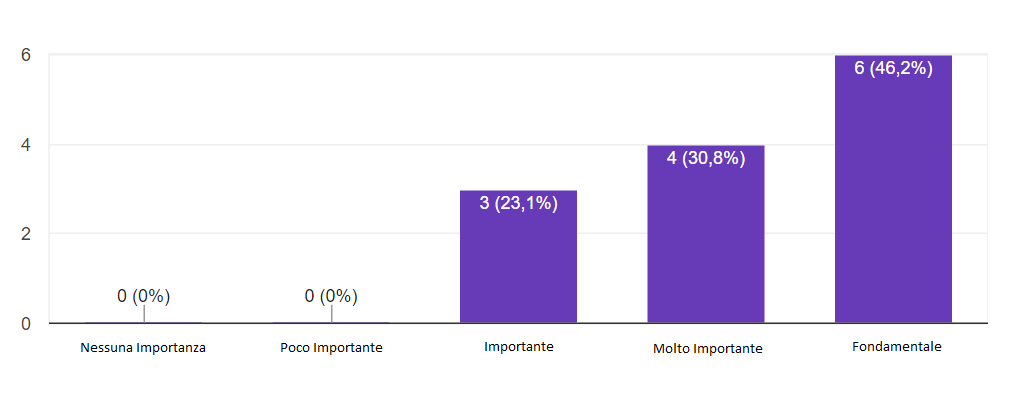 6
6 (46,2%)
4
4 (30,8%)
3 (23,1%)
2
0 (0%)
0 (0%)
0
Nessuna Importanza
Poco Importante
Importante
Molto Importante
Fondamentale